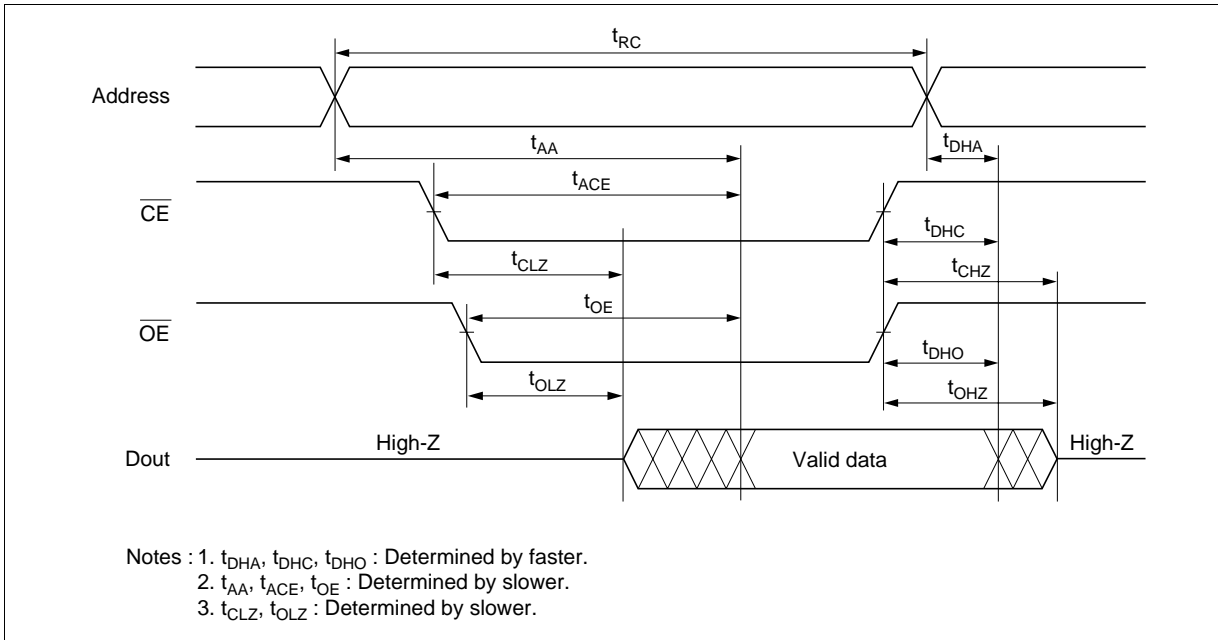 tRC
Address
tDHA
tAA
tACE
CE
tDHC
tCLZ
tCHZ
tOE
OE
tDHO
tOLZ
tOHZ
High-Z
High-Z
Dout
Valid data
Notes : 1. tDHA, tDHC, tDHO : Determined by faster.
2. tAA, tACE, tOE : Determined by slower.
3. tCLZ, tOLZ : Determined by slower.